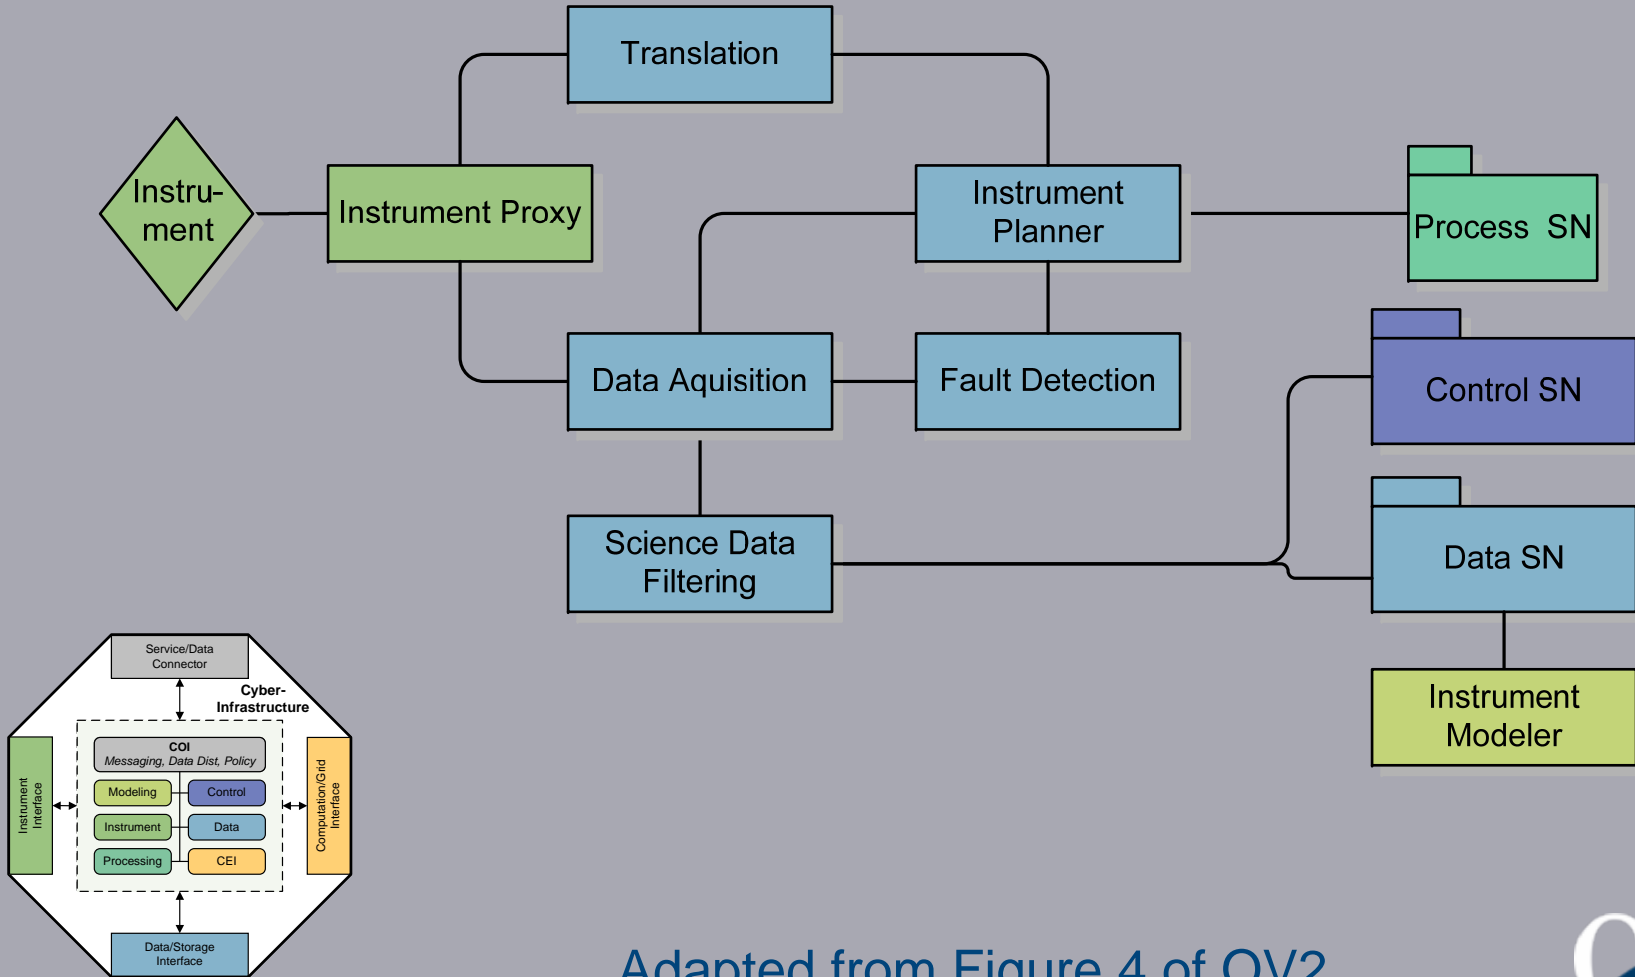 Translation
Instru-
ment
Instrument Proxy
Instrument
Planner
Process SN
Data Aquisition
Fault Detection
Control SN
Science Data
Filtering
Data SN
Instrument
Modeler
Service/Data
Connector
Cyber-
Infrastructure
COI
Messaging, Data Dist, Policy
Modeling
Control
Instrument
Data
Processing
CEI
Instrument
Interface
Computation/Grid
Interface
Data/Storage
Interface
Adapted from Figure 4 of OV2